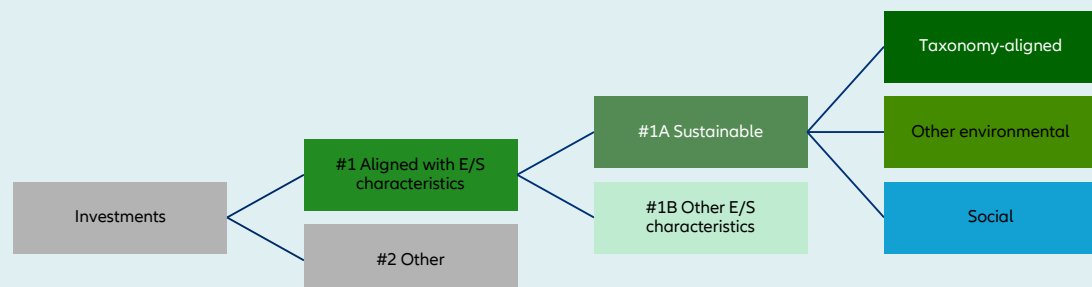 Taxonomy-aligned
#1A Sustainable
Other environmental
#1 Aligned with E/S
characteristics
Investments
#1B Other E/S
characteristics
Social
#2 Other